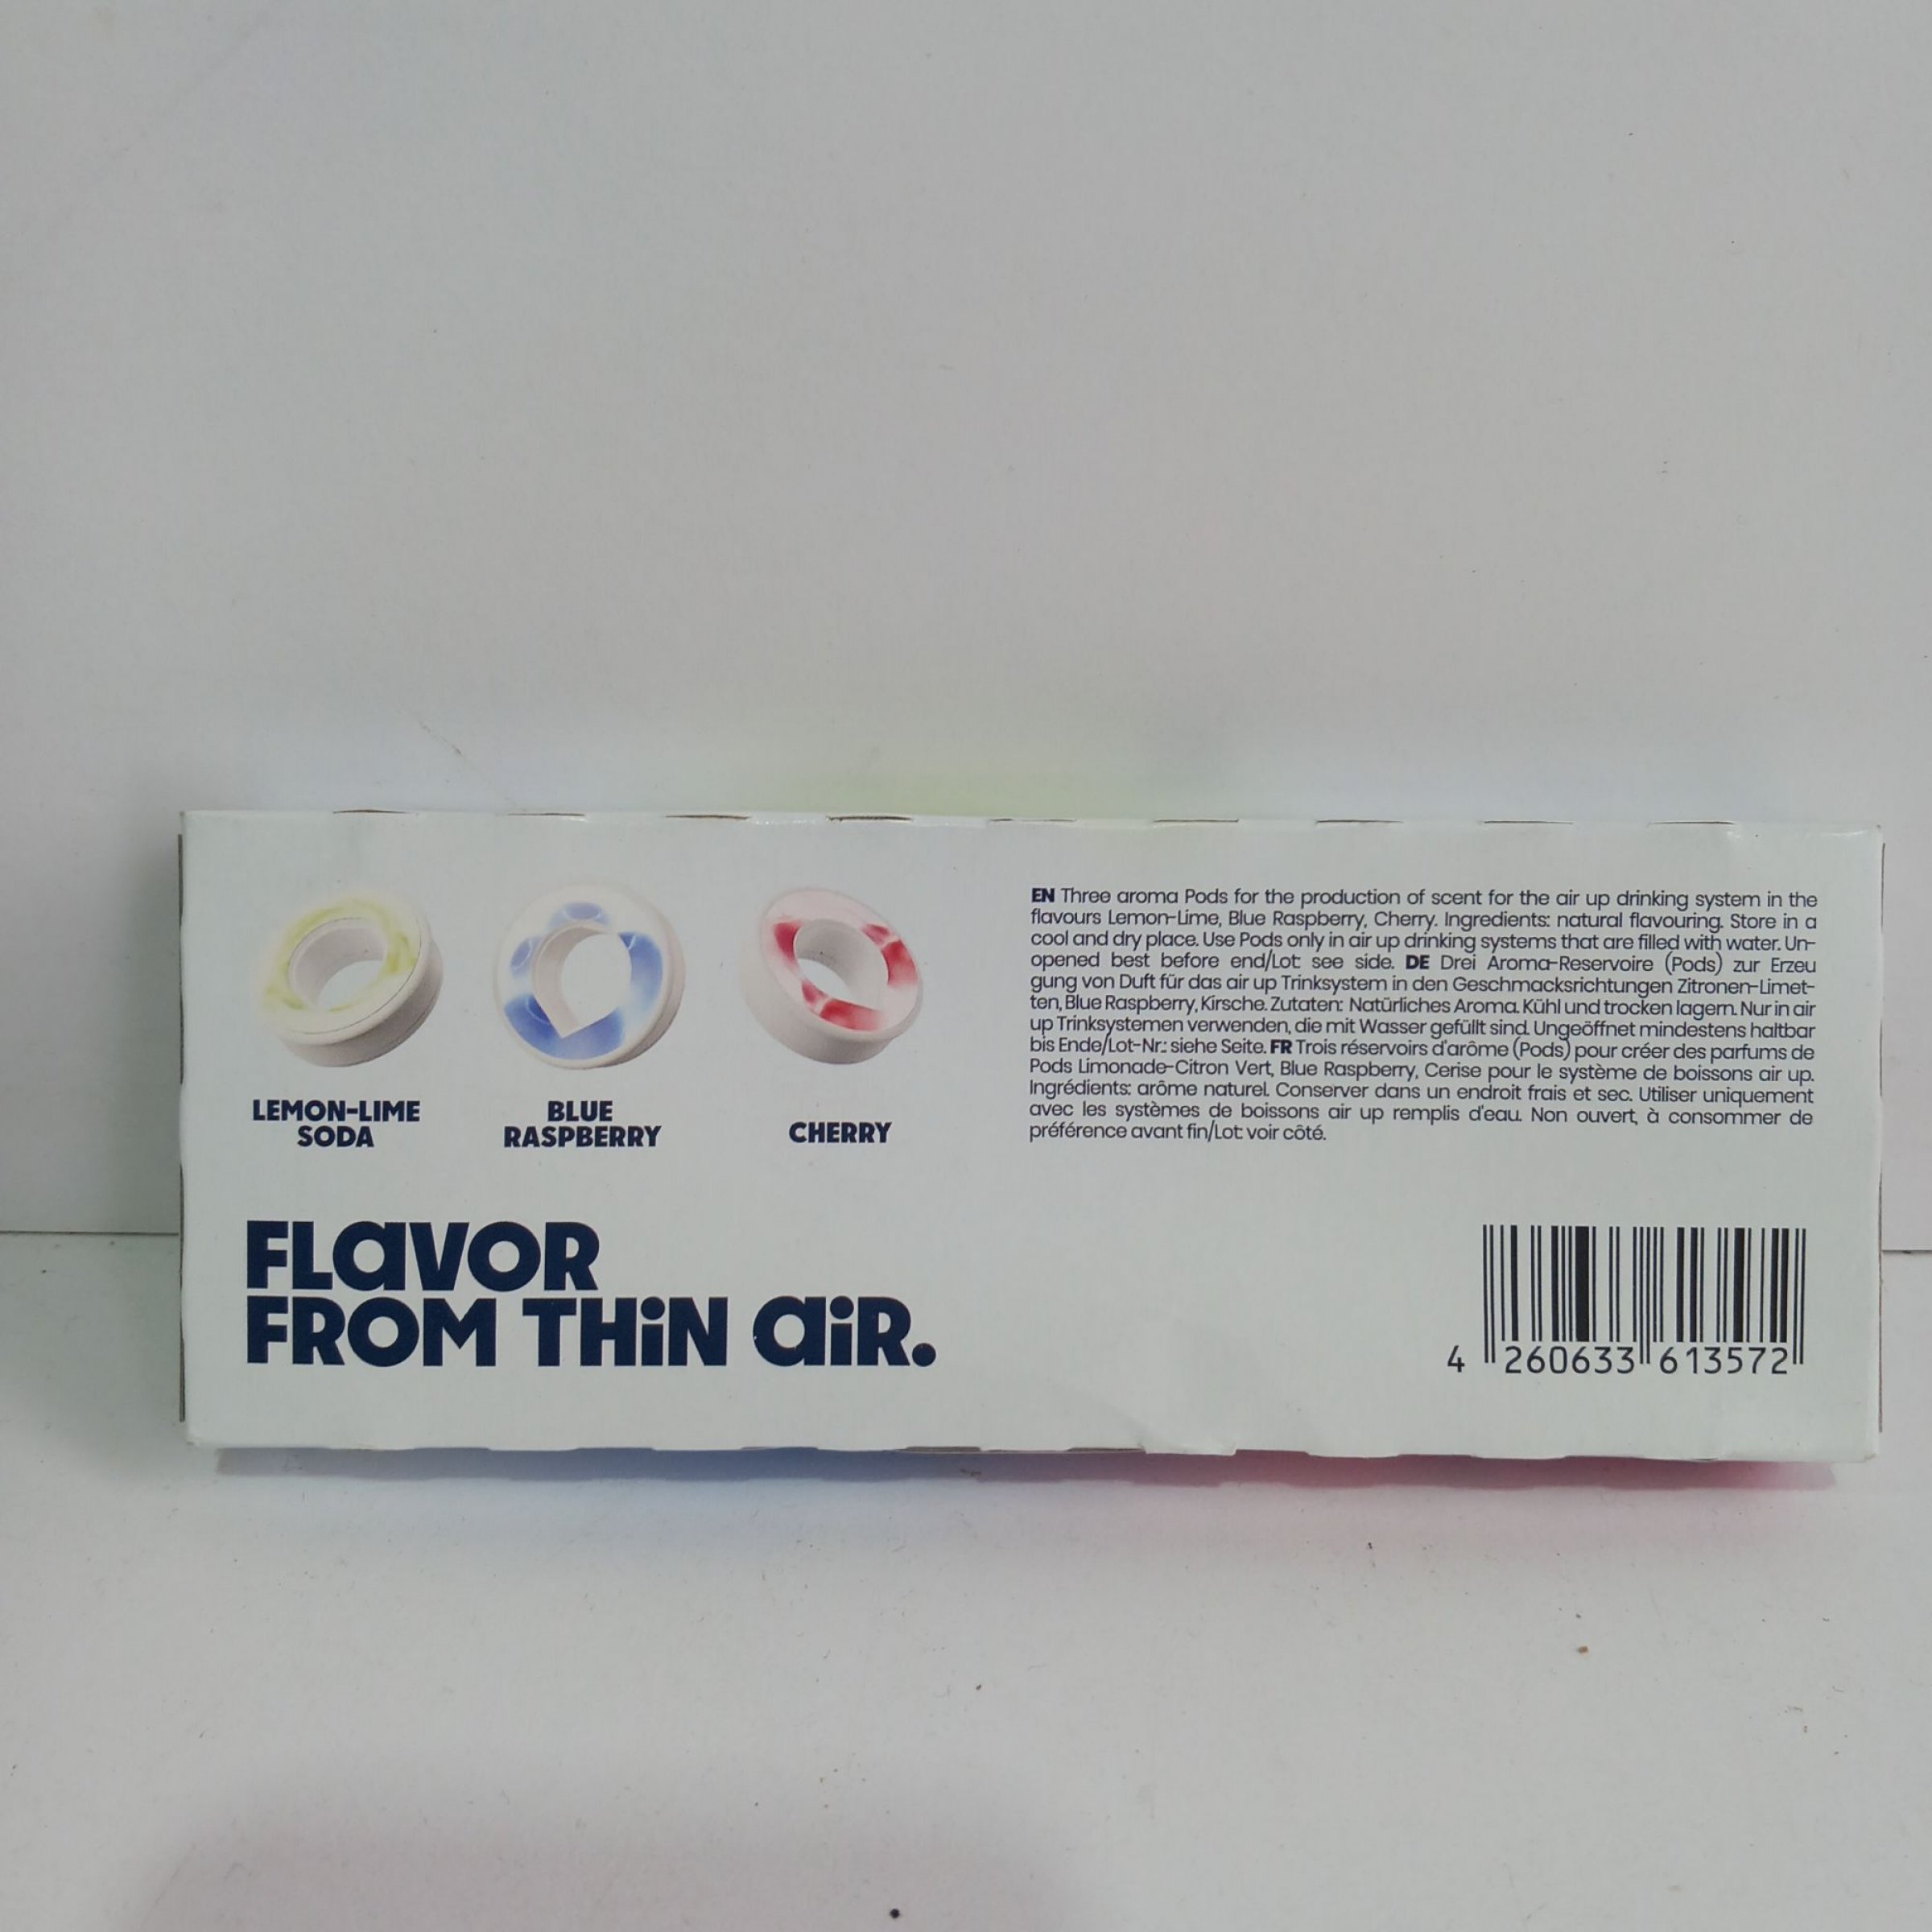 LEMON-LIME
SODA
BLUE
RASPBERRY
CHERRY
FLavOR
FROM THiN aiR.
EN Three aroma Pods for the production of scent for the air up drinking system in the
flavours Lemon-Lime, Blue Raspberry, Cherry. Ingredients: natural flavouring. Store in a
cool and dry place. Use Pods only in air up drinking systems that are filled with water. Un-
opened best before end/Lot: see side. DE Drei Aroma-Reservoire (Pods) zur Erzeu
gung von Duft für das air up Trinksystem in den Geschmacksrichtungen Zitronen-Limet-
ten, Blue Raspberry, Kirsche. Zutaten: Natürliches Aroma. Kühl und trocken lagern. Nur in air
up Trinksystemen verwenden, die mit Wasser gefüllt sind. Ungeöffnet mindestens haltbar
bis Ende/Lot-Nr.: siehe Seite. FR Trois réservoirs d'arôme (Pods) pour créer des parfums de
Pods Limonade-Citron Vert, Blue Raspberry, Cerise pour le système de boissons air up.
Ingrédients: arôme naturel. Conserver dans un endroit frais et sec. Utiliser uniquement
avec les systèmes de boissons air up remplis d'eau. Non ouvert, à consommer de
préférence avant fin/Lot: voir côté.
4 260633 613572